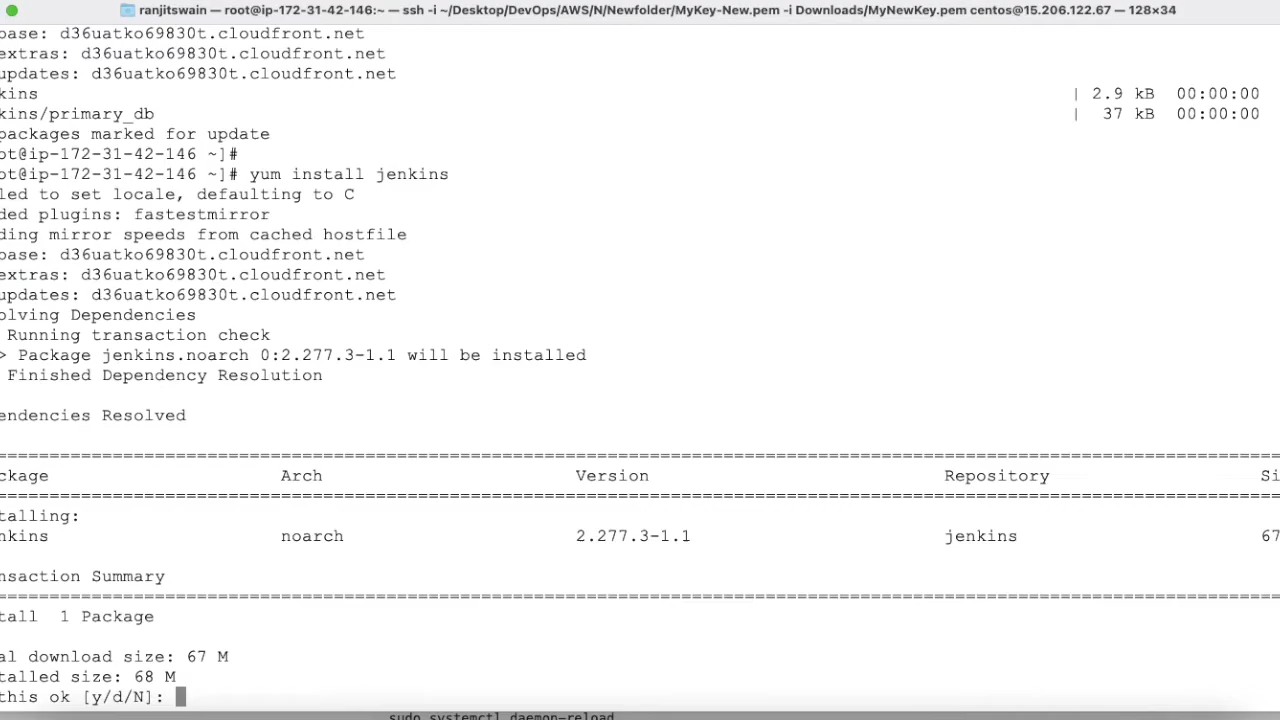 ranjitswain — root@ip-172-31-42-146:~ — ssh -i ~/Desktop/DevOps/AWS/N/Newfolder/MyKey-New.pem -i Downloads/MyNewKey.pem centos@15.206.122.67 — 128×34
base: d36uatko69830t.cloudfront.net
extras: d36uatko69830t.cloudfront.net
updates: d36uatko69830t.cloudfront.net
kins | 2.9 kB 00:00:00
kins/primary_db | 37 kB 00:00:00
packages marked for update
ot@ip-172-31-42-146 ~]#
ot@ip-172-31-42-146 ~]# yum install jenkins
led to set locale, defaulting to C
ded plugins: fastestmirror
ding mirror speeds from cached hostfile
base: d36uatko69830t.cloudfront.net
extras: d36uatko69830t.cloudfront.net
updates: d36uatko69830t.cloudfront.net
olving Dependencies
Running transaction check
> Package jenkins.noarch 0:2.277.3-1.1 will be installed
Finished Dependency Resolution
endencies Resolved
================================================================================
ckage Arch Version Repository Si
================================================================================
talling:
nkins noarch 2.277.3-1.1 jenkins 67
nsaction Summary
================================================================================
tall 1 Package
al download size: 67 M
talled size: 68 M
this ok [y/d/N]:
sudo systemctl daemon-reload